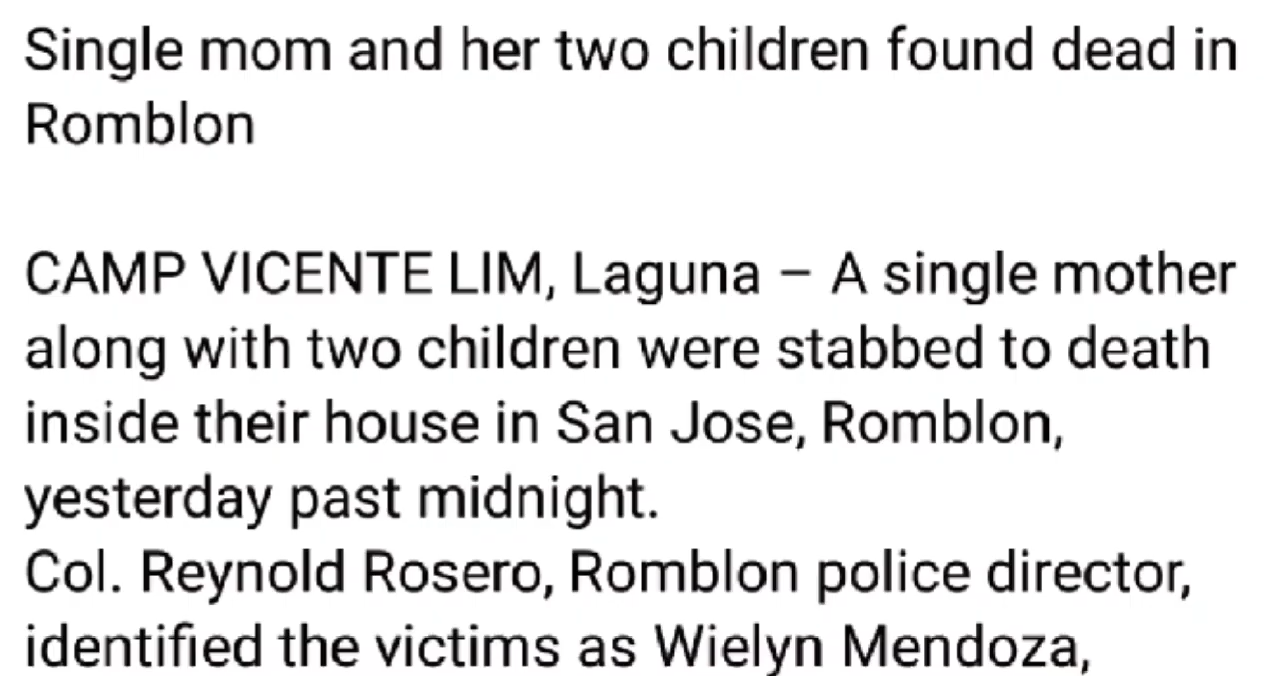 Single mom and her two children found dead in
Romblon
CAMP VICENTE LIM, Laguna – A single mother
along with two children were stabbed to death
inside their house in San Jose, Romblon,
yesterday past midnight.
Col. Reynold Rosero, Romblon police director,
identified the victims as Wielyn Mendoza,